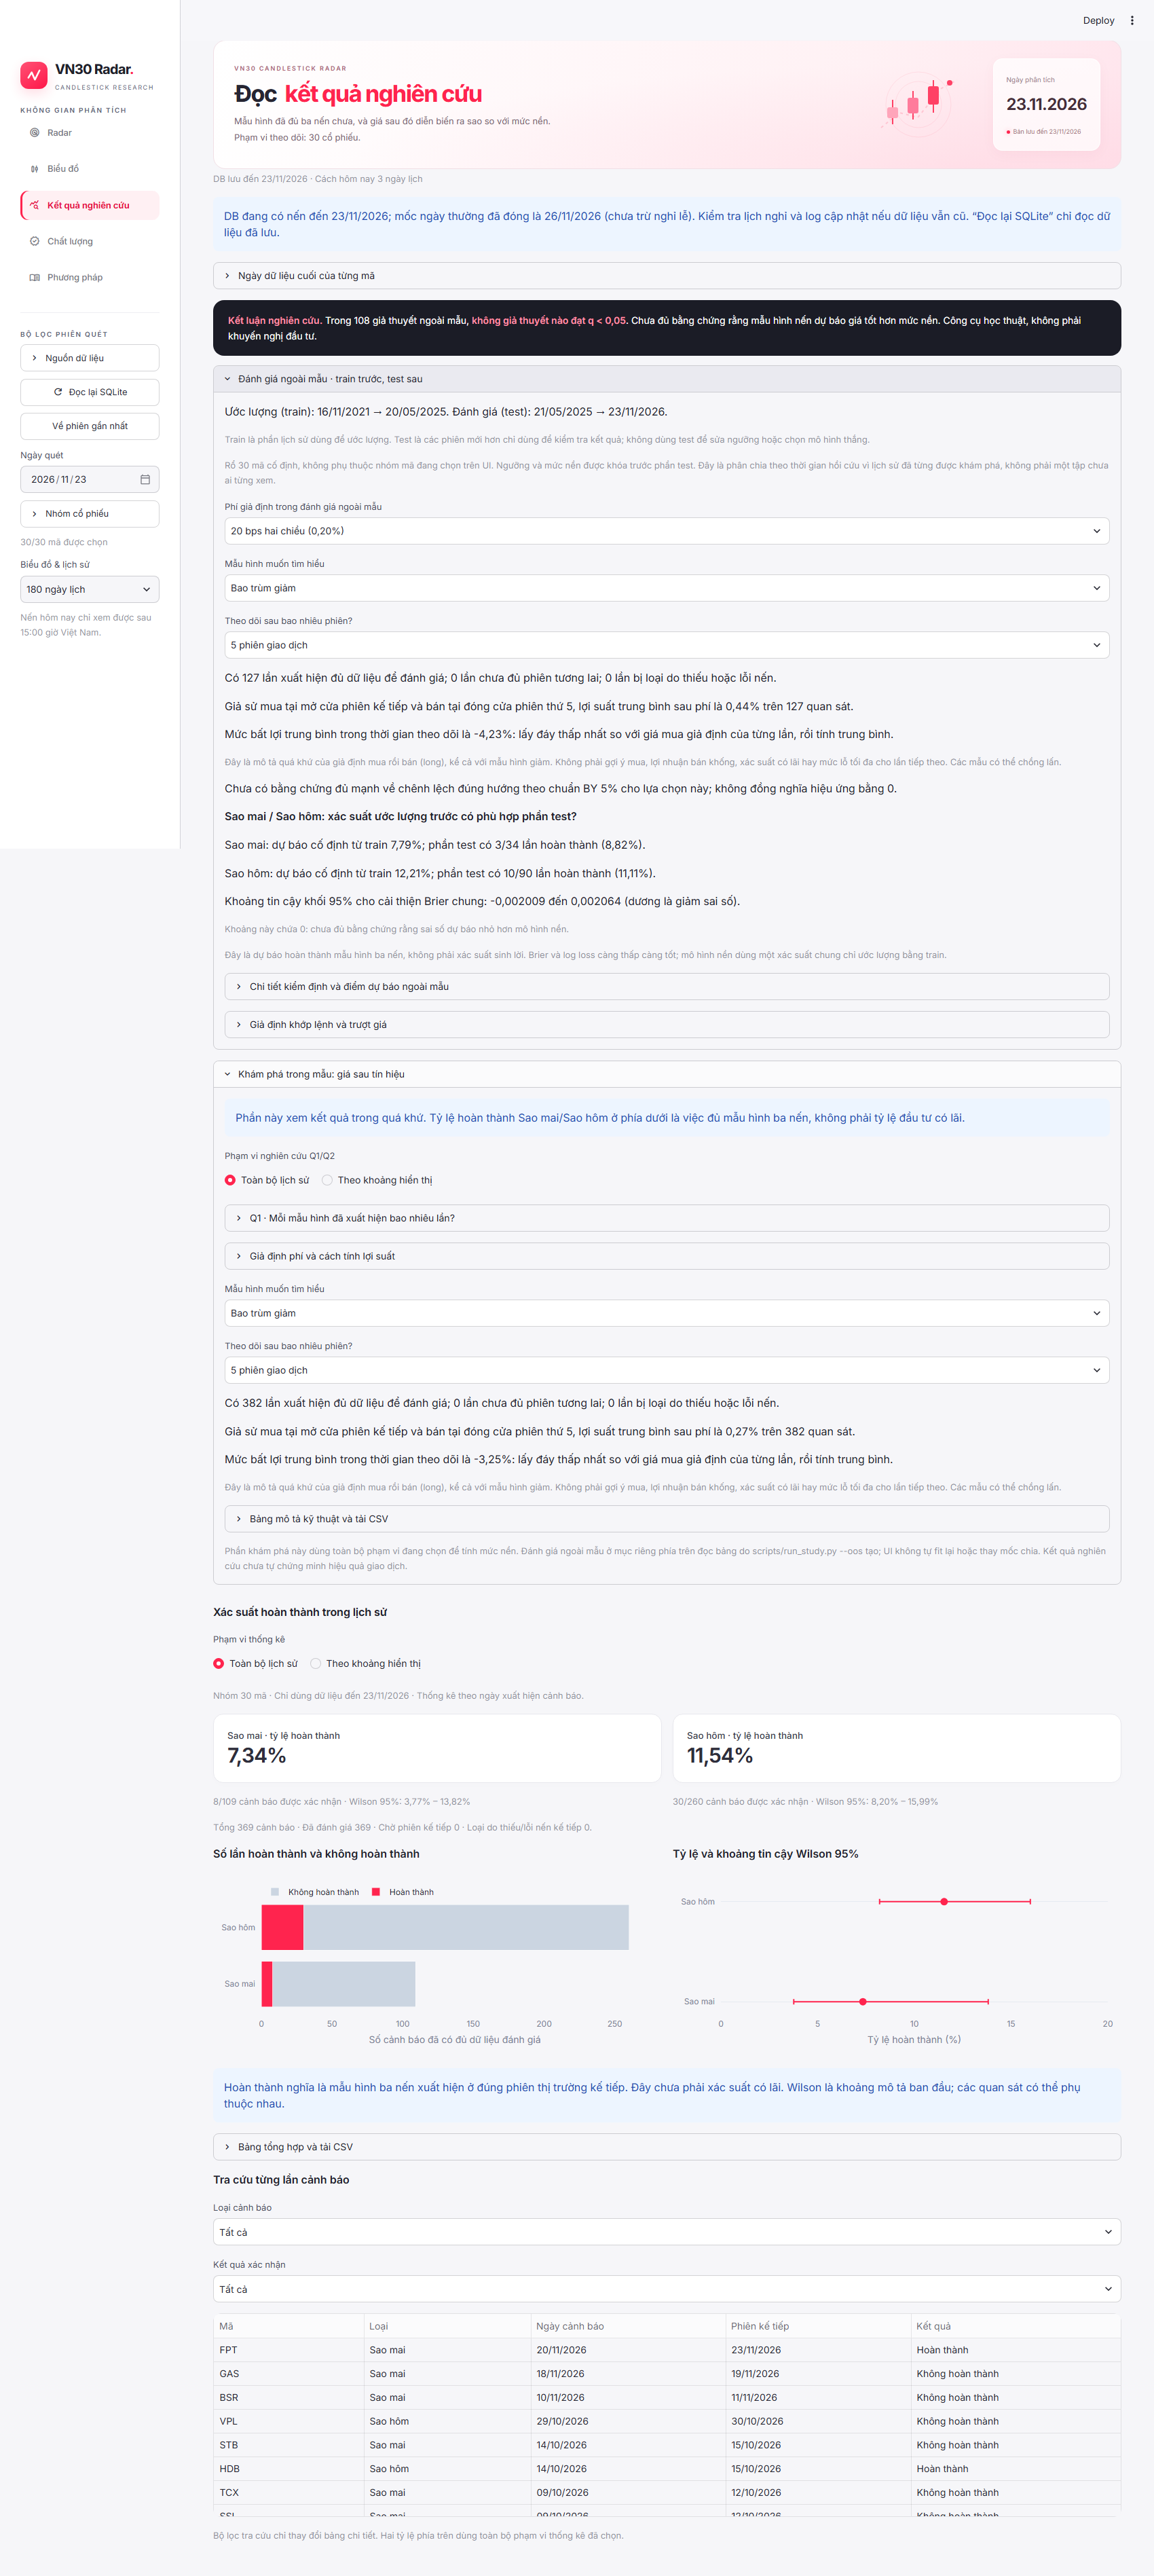 Deploy
VN30 Radar.
CANDLESTICK RESEARCH
KHÔNG GIAN PHÂN TÍCH
Radar
Biểu đồ
Kết quả nghiên cứu
Chất lượng
Phương pháp
BỘ LỌC PHIÊN QUÉT
Nguồn dữ liệu
Đọc lại SQLite
Về phiên gần nhất
Ngày quét
2026/11/23
Nhóm cổ phiếu
30/30 mã được chọn
Biểu đồ & lịch sử
180 ngày lịch
Nến hôm nay chỉ xem được sau
15:00 giờ Việt Nam.
VN30 CANDLESTICK RADAR
Đọc kết quả nghiên cứu
Mẫu hình đã đủ ba nến chưa, và giá sau đó diễn biến ra sao so với mức nền.
Phạm vi theo dõi: 30 cổ phiếu.
Ngày phân tích
23.11.2026
Bản lưu đến 23/11/2026
DB lưu đến 23/11/2026 · Cách hôm nay 3 ngày lịch
DB đang có nến đến 23/11/2026; mốc ngày thường đã đóng là 26/11/2026 (chưa trừ nghỉ lễ). Kiểm tra lịch nghỉ và log cập nhật nếu dữ liệu vẫn cũ. “Đọc lại SQLite” chỉ đọc dữ
liệu đã lưu.
Ngày dữ liệu cuối của từng mã
Kết luận nghiên cứu. Trong 108 giả thuyết ngoài mẫu, không giả thuyết nào đạt q < 0,05. Chưa đủ bằng chứng rằng mẫu hình nến dự báo giá tốt hơn mức nền. Công cụ học thuật, không phải
khuyến nghị đầu tư.
Đánh giá ngoài mẫu · train trước, test sau
Ước lượng (train): 16/11/2021 → 20/05/2025. Đánh giá (test): 21/05/2025 → 23/11/2026.
Train là phần lịch sử dùng để ước lượng. Test là các phiên mới hơn chỉ dùng để kiểm tra kết quả; không dùng test để sửa ngưỡng hoặc chọn mô hình thắng.
Rổ 30 mã cố định, không phụ thuộc nhóm mã đang chọn trên UI. Ngưỡng và mức nền được khóa trước phần test. Đây là phân chia theo thời gian hồi cứu vì lịch sử đã từng được khám phá, không phải một tập chưa
ai từng xem.
Phí giả định trong đánh giá ngoài mẫu
20 bps hai chiều (0,20%)
Mẫu hình muốn tìm hiểu
Bao trùm giảm
Theo dõi sau bao nhiêu phiên?
5 phiên giao dịch
Có 127 lần xuất hiện đủ dữ liệu để đánh giá; 0 lần chưa đủ phiên tương lai; 0 lần bị loại do thiếu hoặc lỗi nến.
Giả sử mua tại mở cửa phiên kế tiếp và bán tại đóng cửa phiên thứ 5, lợi suất trung bình sau phí là 0,44% trên 127 quan sát.
Mức bất lợi trung bình trong thời gian theo dõi là -4,23%: lấy đáy thấp nhất so với giá mua giả định của từng lần, rồi tính trung bình.
Đây là mô tả quá khứ của giả định mua rồi bán (long), kể cả với mẫu hình giảm. Không phải gợi ý mua, lợi nhuận bán khống, xác suất có lãi hay mức lỗ tối đa cho lần tiếp theo. Các mẫu có thể chồng lấn.
Chưa có bằng chứng đủ mạnh về chênh lệch đúng hướng theo chuẩn BY 5% cho lựa chọn này; không đồng nghĩa hiệu ứng bằng 0.
Sao mai / Sao hôm: xác suất ước lượng trước có phù hợp phần test?
Sao mai: dự báo cố định từ train 7,79%; phần test có 3/34 lần hoàn thành (8,82%).
Sao hôm: dự báo cố định từ train 12,21%; phần test có 10/90 lần hoàn thành (11,11%).
Khoảng tin cậy khối 95% cho cải thiện Brier chung: -0,002009 đến 0,002064 (dương là giảm sai số).
Khoảng này chứa 0: chưa đủ bằng chứng rằng sai số dự báo nhỏ hơn mô hình nền.
Đây là dự báo hoàn thành mẫu hình ba nến, không phải xác suất sinh lời. Brier và log loss càng thấp càng tốt; mô hình nền dùng một xác suất chung chỉ ước lượng bằng train.
Chi tiết kiểm định và điểm dự báo ngoài mẫu
Giả định khớp lệnh và trượt giá
Khám phá trong mẫu: giá sau tín hiệu
Phần này xem kết quả trong quá khứ. Tỷ lệ hoàn thành Sao mai/Sao hôm ở phía dưới là việc đủ mẫu hình ba nến, không phải tỷ lệ đầu tư có lãi.
Phạm vi nghiên cứu Q1/Q2
Toàn bộ lịch sử
Theo khoảng hiển thị
Q1 · Mỗi mẫu hình đã xuất hiện bao nhiêu lần?
Giả định phí và cách tính lợi suất
Mẫu hình muốn tìm hiểu
Bao trùm giảm
Theo dõi sau bao nhiêu phiên?
5 phiên giao dịch
Có 382 lần xuất hiện đủ dữ liệu để đánh giá; 0 lần chưa đủ phiên tương lai; 0 lần bị loại do thiếu hoặc lỗi nến.
Giả sử mua tại mở cửa phiên kế tiếp và bán tại đóng cửa phiên thứ 5, lợi suất trung bình sau phí là 0,27% trên 382 quan sát.
Mức bất lợi trung bình trong thời gian theo dõi là -3,25%: lấy đáy thấp nhất so với giá mua giả định của từng lần, rồi tính trung bình.
Đây là mô tả quá khứ của giả định mua rồi bán (long), kể cả với mẫu hình giảm. Không phải gợi ý mua, lợi nhuận bán khống, xác suất có lãi hay mức lỗ tối đa cho lần tiếp theo. Các mẫu có thể chồng lấn.
Bảng mô tả kỹ thuật và tải CSV
Phần khám phá này dùng toàn bộ phạm vi đang chọn để tính mức nền. Đánh giá ngoài mẫu ở mục riêng phía trên đọc bảng do scripts/run_study.py --oos tạo; UI không tự fit lại hoặc thay mốc chia. Kết quả nghiên
cứu chưa tự chứng minh hiệu quả giao dịch.
Xác suất hoàn thành trong lịch sử
Phạm vi thống kê
Toàn bộ lịch sử
Theo khoảng hiển thị
Nhóm 30 mã · Chỉ dùng dữ liệu đến 23/11/2026 · Thống kê theo ngày xuất hiện cảnh báo.
Sao mai · tỷ lệ hoàn thành
7,34%
Sao hôm · tỷ lệ hoàn thành
11,54%
8/109 cảnh báo được xác nhận · Wilson 95%: 3,77% – 13,82%
30/260 cảnh báo được xác nhận · Wilson 95%: 8,20% – 15,99%
Tổng 369 cảnh báo · Đã đánh giá 369 · Chờ phiên kế tiếp 0 · Loại do thiếu/lỗi nến kế tiếp 0.
Số lần hoàn thành và không hoàn thành
Không hoàn thành
Hoàn thành
Sao hôm
Sao mai
0 50 100 150 200 250
Số cảnh báo đã có đủ dữ liệu đánh giá
Tỷ lệ và khoảng tin cậy Wilson 95%
Sao hôm
Sao mai
0 5 10 15 20
Tỷ lệ hoàn thành (%)
Hoàn thành nghĩa là mẫu hình ba nến xuất hiện ở đúng phiên thị trường kế tiếp. Đây chưa phải xác suất có lãi. Wilson là khoảng mô tả ban đầu; các quan sát có thể phụ
thuộc nhau.
Bảng tổng hợp và tải CSV
Tra cứu từng lần cảnh báo
Loại cảnh báo
Tất cả
Kết quả xác nhận
Tất cả
Mã Loại Ngày cảnh báo Phiên kế tiếp Kết quả
FPT Sao mai 20/11/2026 23/11/2026 Hoàn thành
GAS Sao mai 18/11/2026 19/11/2026 Không hoàn thành
BSR Sao mai 10/11/2026 11/11/2026 Không hoàn thành
VPL Sao hôm 29/10/2026 30/10/2026 Không hoàn thành
STB Sao mai 14/10/2026 15/10/2026 Không hoàn thành
HDB Sao hôm 14/10/2026 15/10/2026 Hoàn thành
TCX Sao mai 09/10/2026 12/10/2026 Không hoàn thành
SSI Sao mai 09/10/2026 12/10/2026 Không hoàn thành
Bộ lọc tra cứu chỉ thay đổi bảng chi tiết. Hai tỷ lệ phía trên dùng toàn bộ phạm vi thống kê đã chọn.